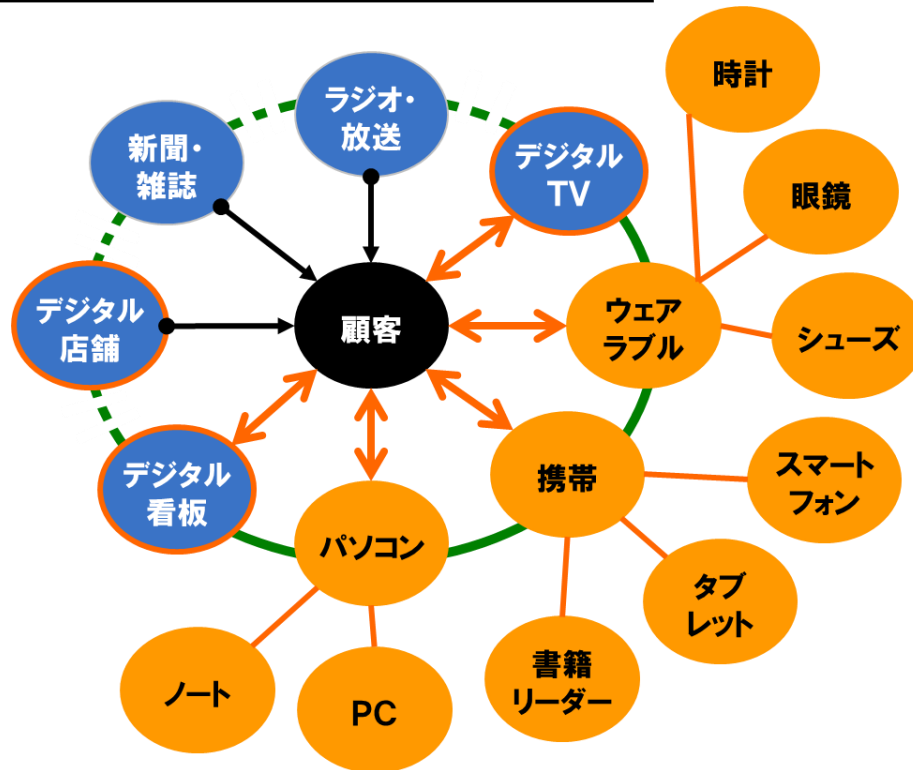 時計
ラジオ・
放送
新聞・
雑誌
デジタル
TV
眼鏡
デジタル
店舗
顧客
ウェア
ラブル
シューズ
デジタル
看板
携帯
スマート
フォン
パソコン
タブ
レット
ノート
PC
書籍
リーダー